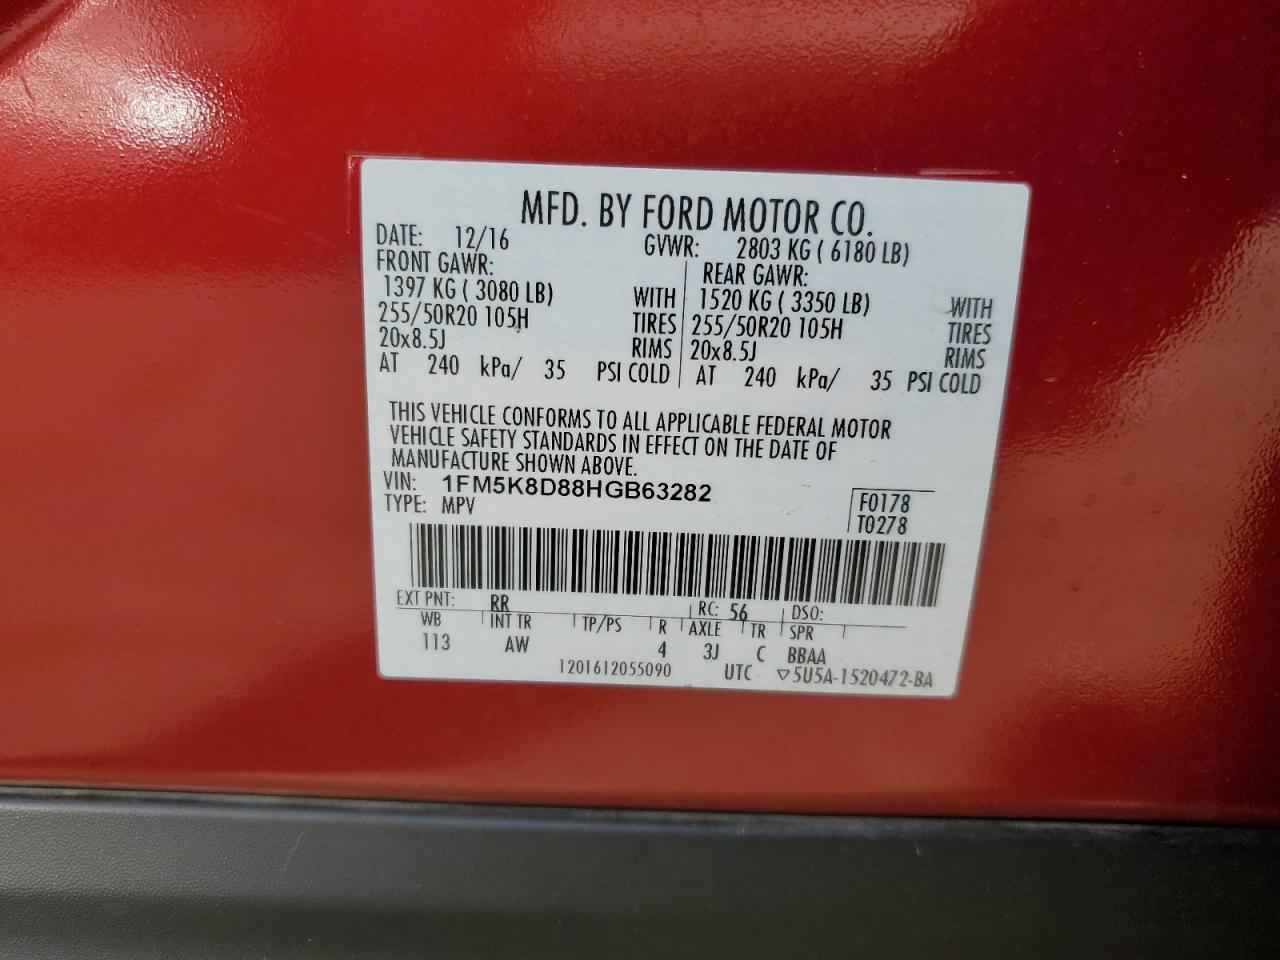 MFD. BY FORD MOTOR CO.
DATE: 12/16 GVWR: 2803 KG ( 6180 LB)
FRONT GAWR: REAR GAWR:
1397 KG ( 3080 LB) WITH 1520 KG ( 3350 LB) WITH
255/50R20 105H TIRES 255/50R20 105H TIRES
20x8.5J RIMS 20x8.5J RIMS
AT 240 kPa/ 35 PSI COLD AT 240 kPa/ 35 PSI COLD
THIS VEHICLE CONFORMS TO ALL APPLICABLE FEDERAL MOTOR
VEHICLE SAFETY STANDARDS IN EFFECT ON THE DATE OF
MANUFACTURE SHOWN ABOVE.
VIN: 1FM5K8D88HGB63282
TYPE: MPV F0178
T0278
EXT PNT: RR RC: 56 DSO:
WB INT TR TP/PS R AXLE TR SPR
113 AW 4 3J C BBAA
1201612055090 UTC ▽5U5A-1520472-BA